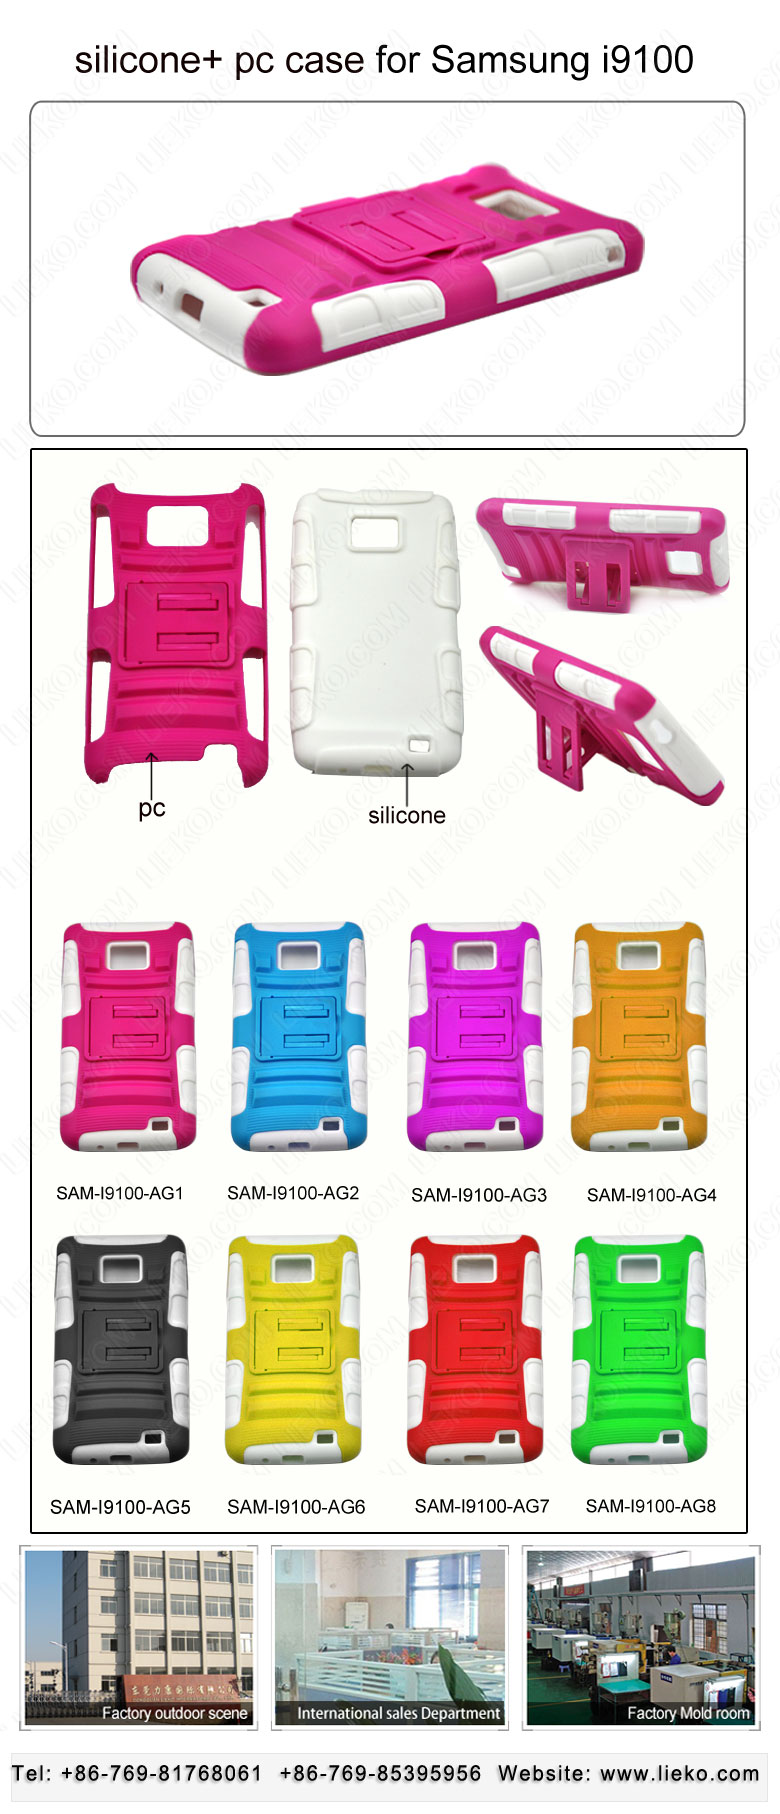 silicone+ pc case for Samsung i9100
pc
silicone
SAM-I9100-AG1
SAM-I9100-AG2
SAM-I9100-AG3
SAM-I9100-AG4
SAM-I9100-AG5
SAM-I9100-AG6
SAM-I9100-AG7
SAM-I9100-AG8
Factory outdoor scene
International sales Department
Factory Mold room
Tel: +86-769-81768061 +86-769-85395956 Website: www.lieko.com
LIEKO.COM